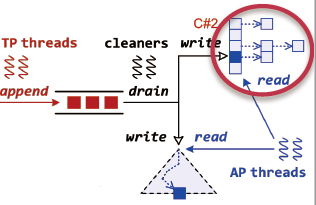 C#2
TP threads
cleaners
write
append
drain
read
write
read
AP threads